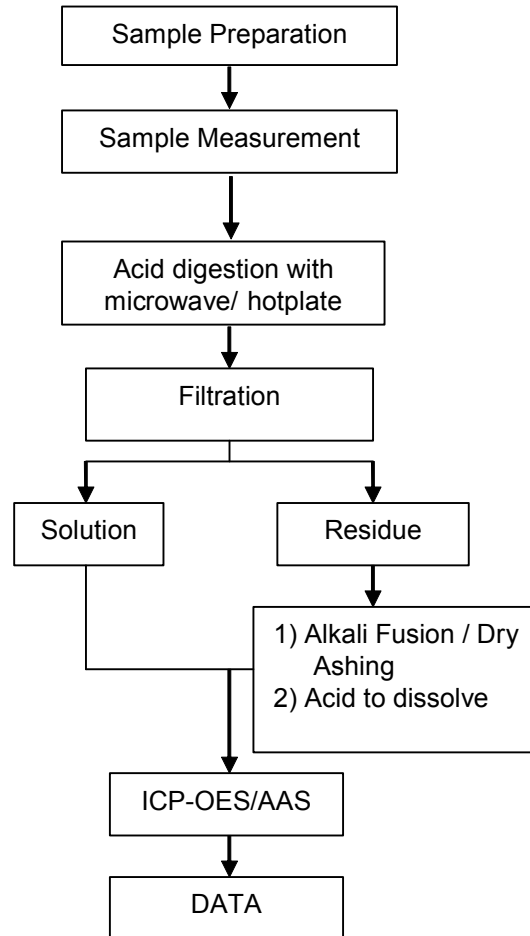 Sample Preparation
Sample Measurement
Acid digestion with
microwave/ hotplate
Filtration
Solution
Residue
1) Alkali Fusion / Dry
Ashing
2) Acid to dissolve
ICP-OES/AAS
DATA